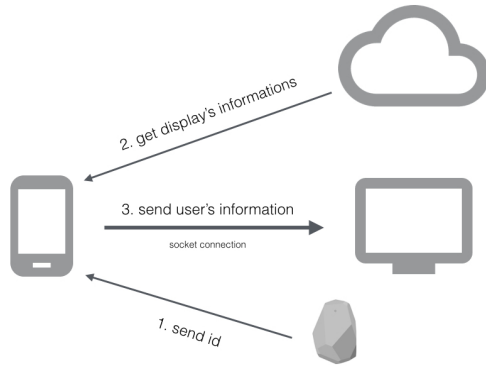 2. get display's informations
3. send user's information
socket connection
1. send id